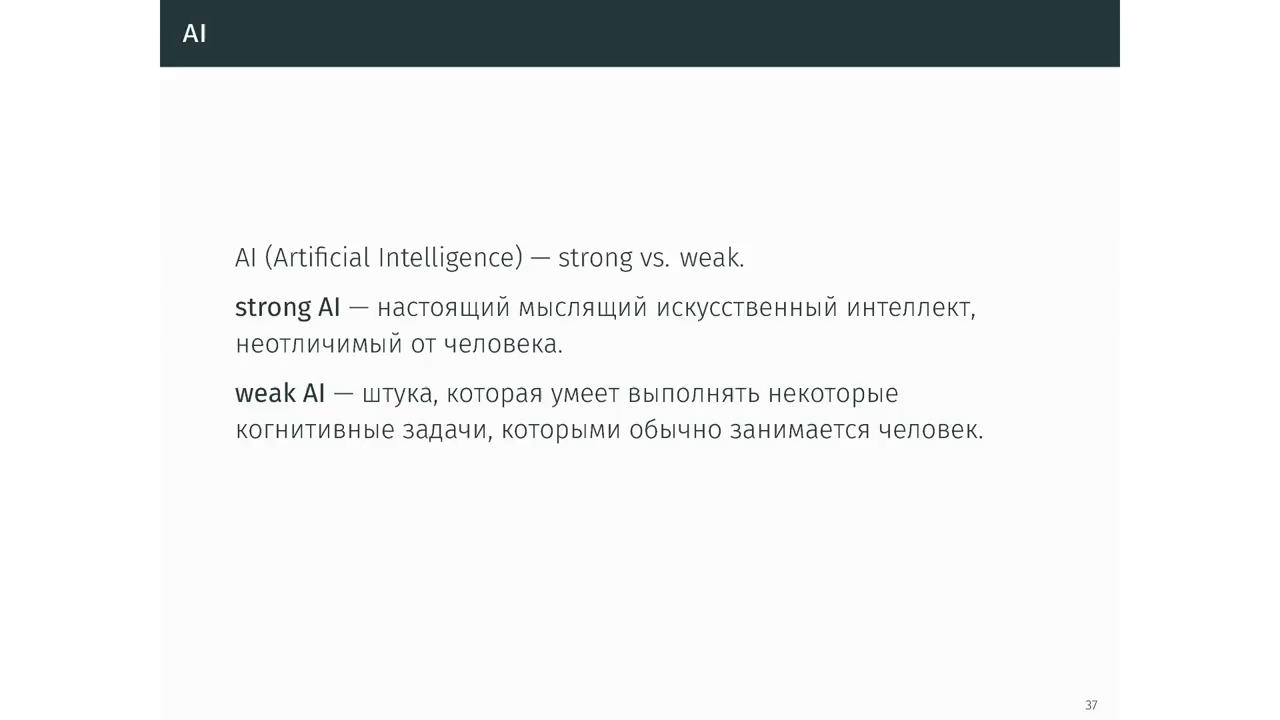 AI
AI (Artificial Intelligence) — strong vs. weak.
strong AI — настоящий мыслящий искусственный интеллект,
неотличимый от человека.
weak AI — штука, которая умеет выполнять некоторые
когнитивные задачи, которыми обычно занимается человек.
37